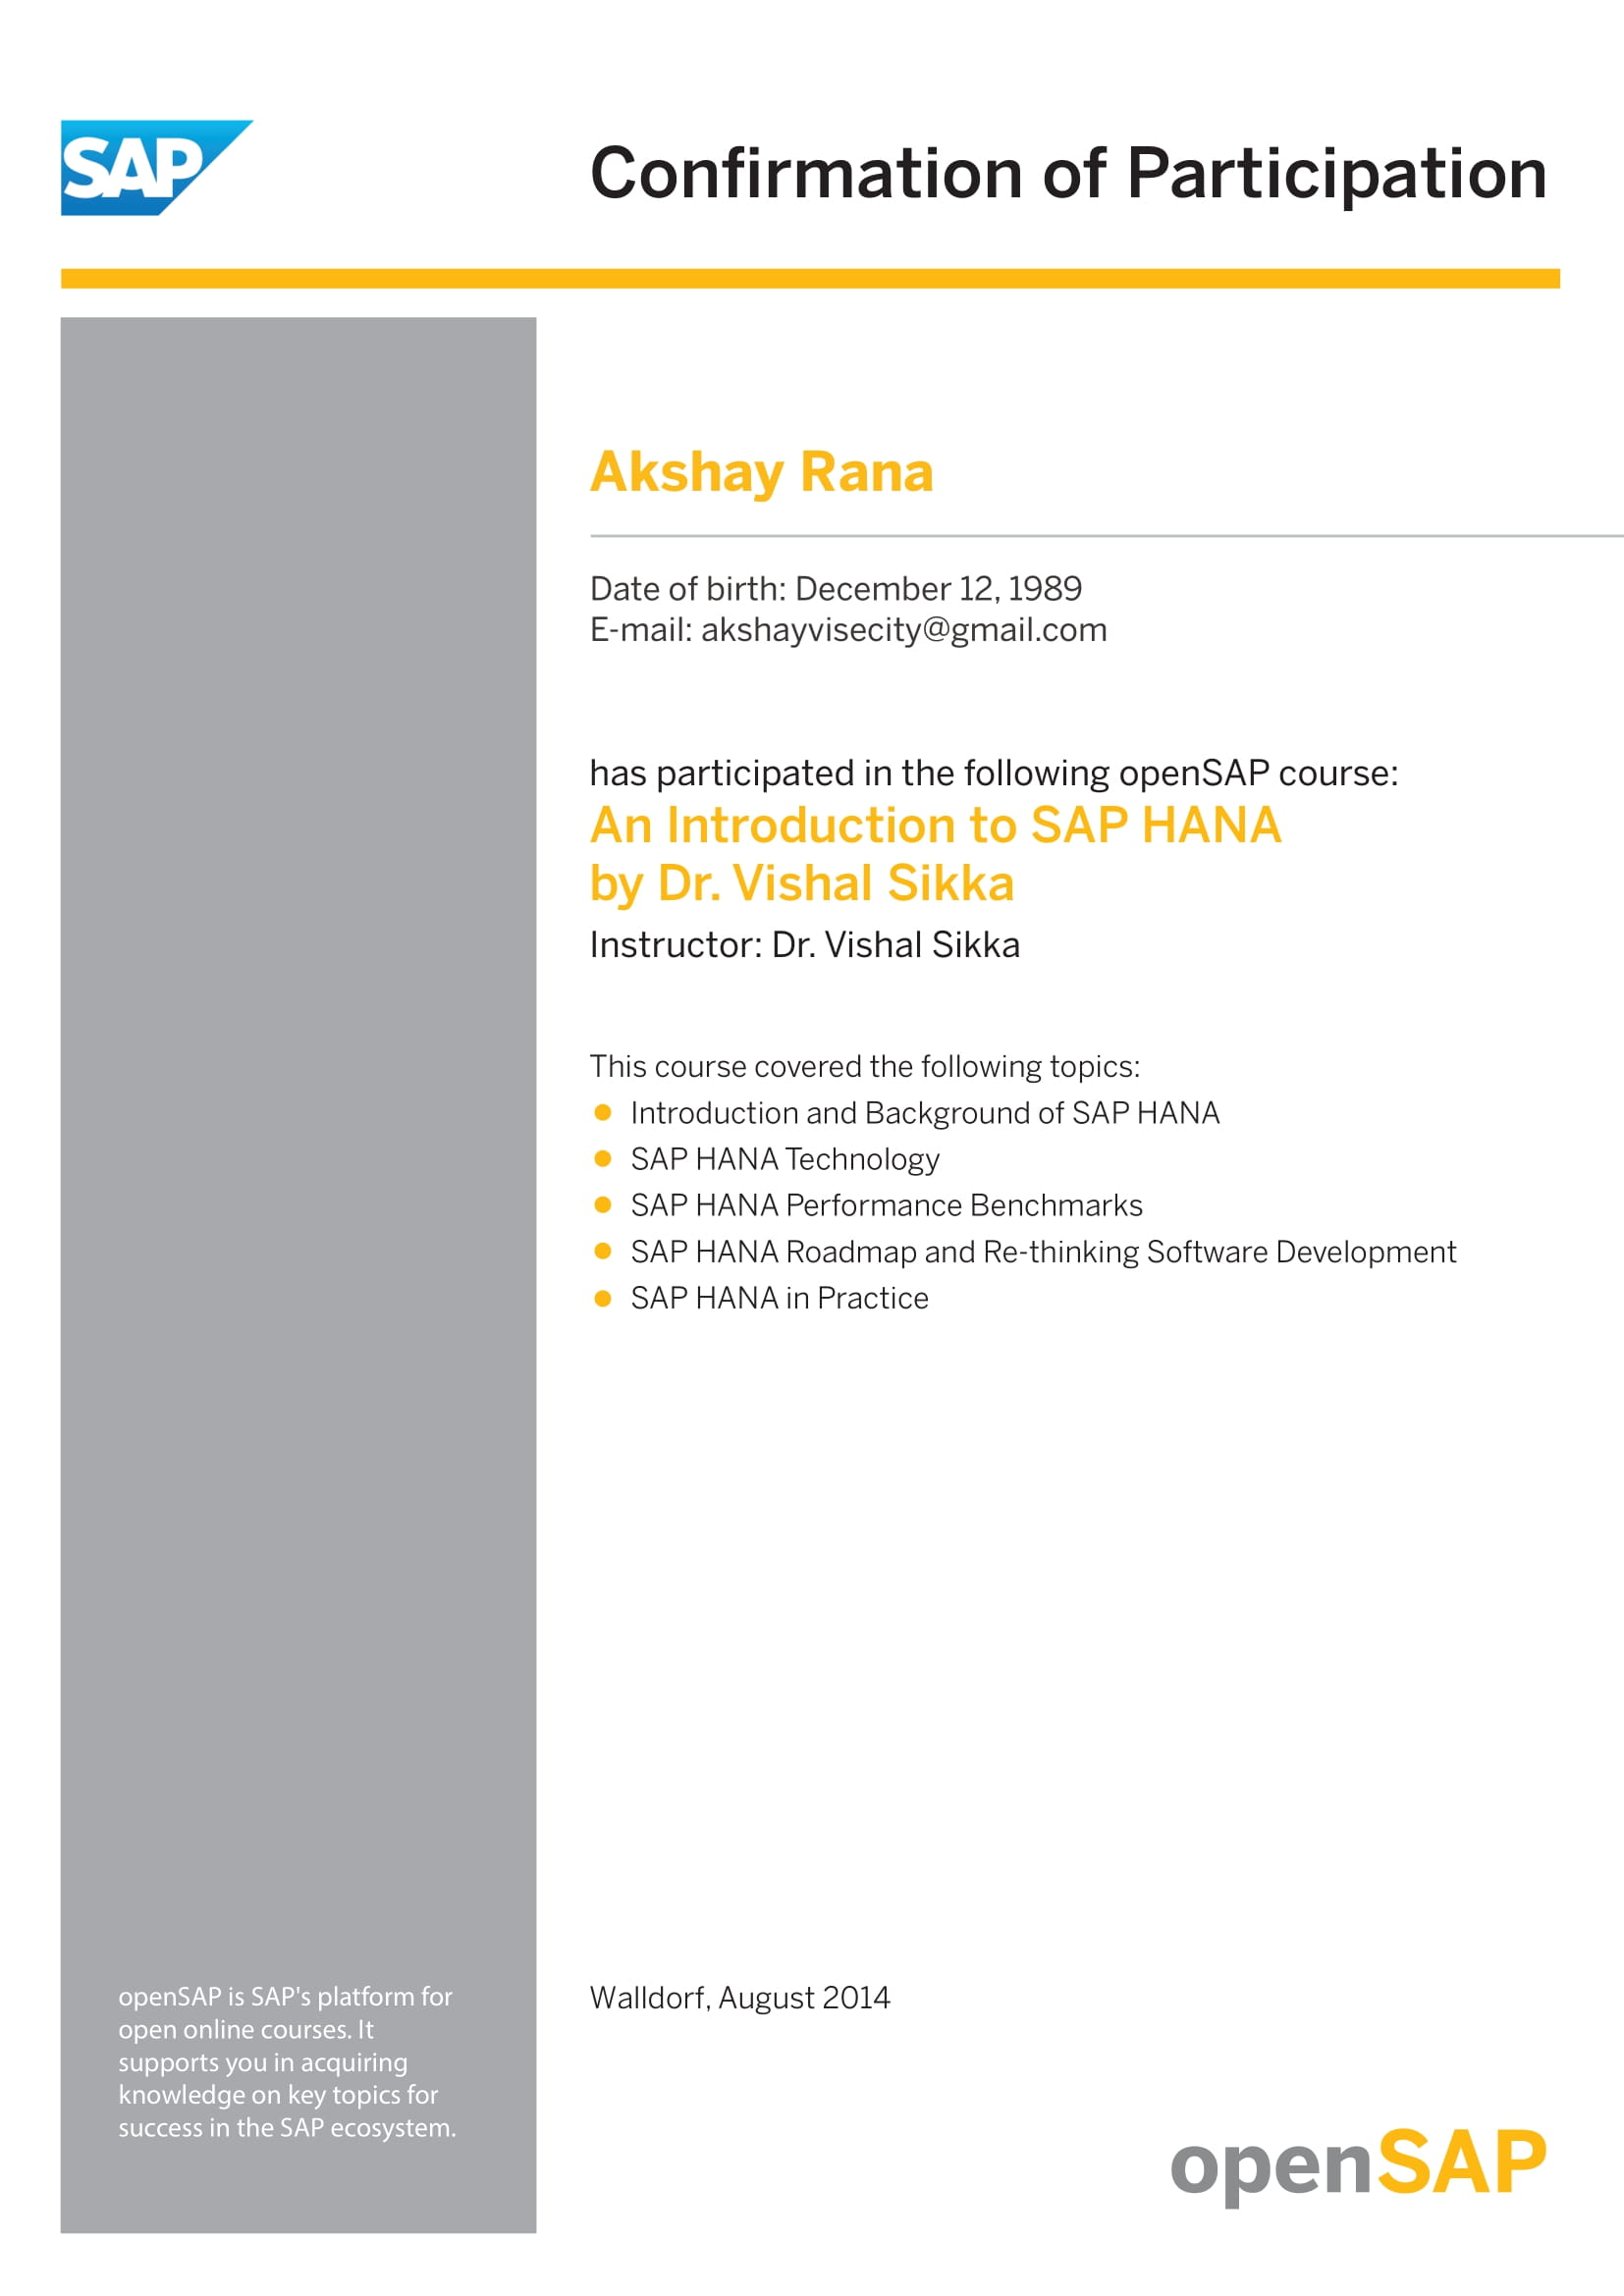 SAP
Confirmation of Participation
Akshay Rana
Date of birth: December 12, 1989
E-mail: akshayvisecity@gmail.com
has participated in the following openSAP course:
An Introduction to SAP HANA
by Dr. Vishal Sikka
Instructor: Dr. Vishal Sikka
This course covered the following topics:
Introduction and Background of SAP HANA
SAP HANA Technology
SAP HANA Performance Benchmarks
SAP HANA Roadmap and Re-thinking Software Development
SAP HANA in Practice
openSAP is SAP's platform for
open online courses. It
supports you in acquiring
knowledge on key topics for
success in the SAP ecosystem.
Walldorf, August 2014
openSAP